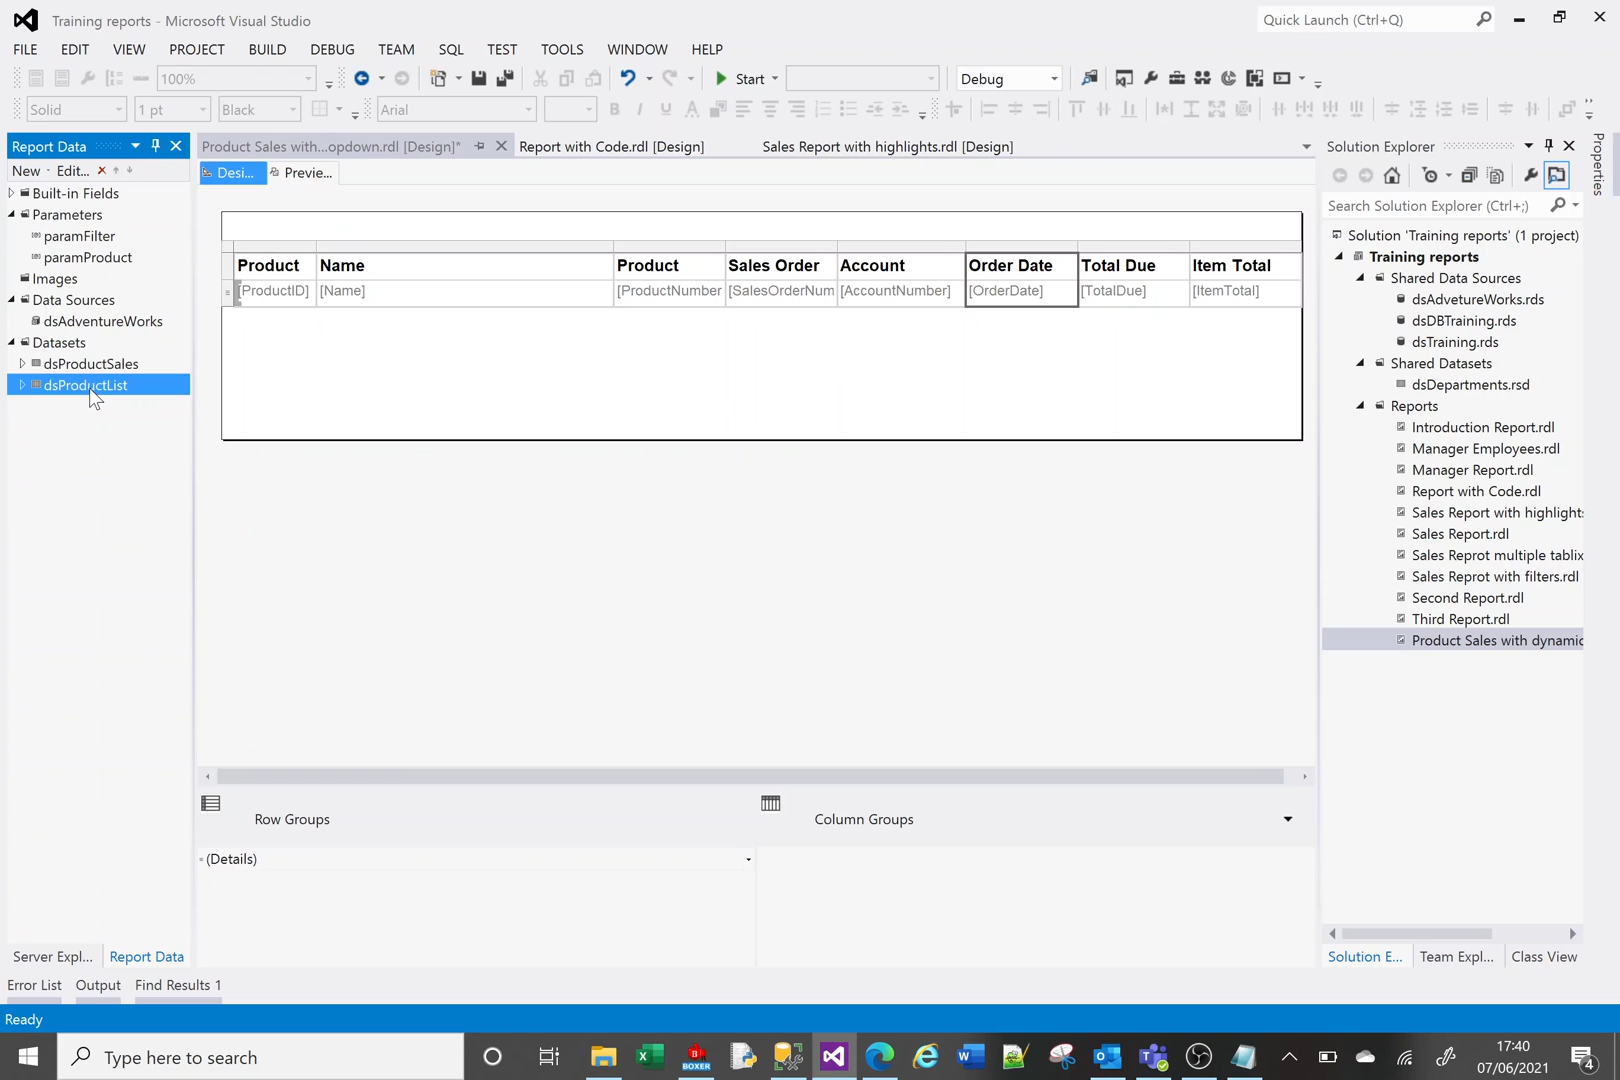 Training reports - Microsoft Visual Studio
Quick Launch (Ctrl+Q)
FILE EDIT VIEW PROJECT BUILD DEBUG TEAM SQL TEST TOOLS WINDOW HELP
100% Start Debug
Solid 1 pt Black Arial B I U A
Report Data
New Edit...
Built-in Fields
Parameters
paramFilter
paramProduct
Images
Data Sources
dsAdventureWorks
Datasets
dsProductSales
dsProductList
Server Expl... Report Data
Product Sales with...opdown.rdl [Design]* Report with Code.rdl [Design] Sales Report with highlights.rdl [Design]
Desi... Previe...
Product Name Product Sales Order Account Order Date Total Due Item Total
[ProductID] [Name] [ProductNumber [SalesOrderNum [AccountNumber] [OrderDate] [TotalDue] [ItemTotal]
Row Groups Column Groups
(Details)
Solution Explorer
Search Solution Explorer (Ctrl+;)
Solution 'Training reports' (1 project)
Training reports
Shared Data Sources
dsAdvetureWorks.rds
dsDBTraining.rds
dsTraining.rds
Shared Datasets
dsDepartments.rsd
Reports
Introduction Report.rdl
Manager Employees.rdl
Manager Report.rdl
Report with Code.rdl
Sales Report with highlights
Sales Report.rdl
Sales Reprot multiple tablix
Sales Reprot with filters.rdl
Second Report.rdl
Third Report.rdl
Product Sales with dynamic
Solution E... Team Expl... Class View
Properties
Error List Output Find Results 1
Ready
Type here to search
BOXER
17:40
07/06/2021
4